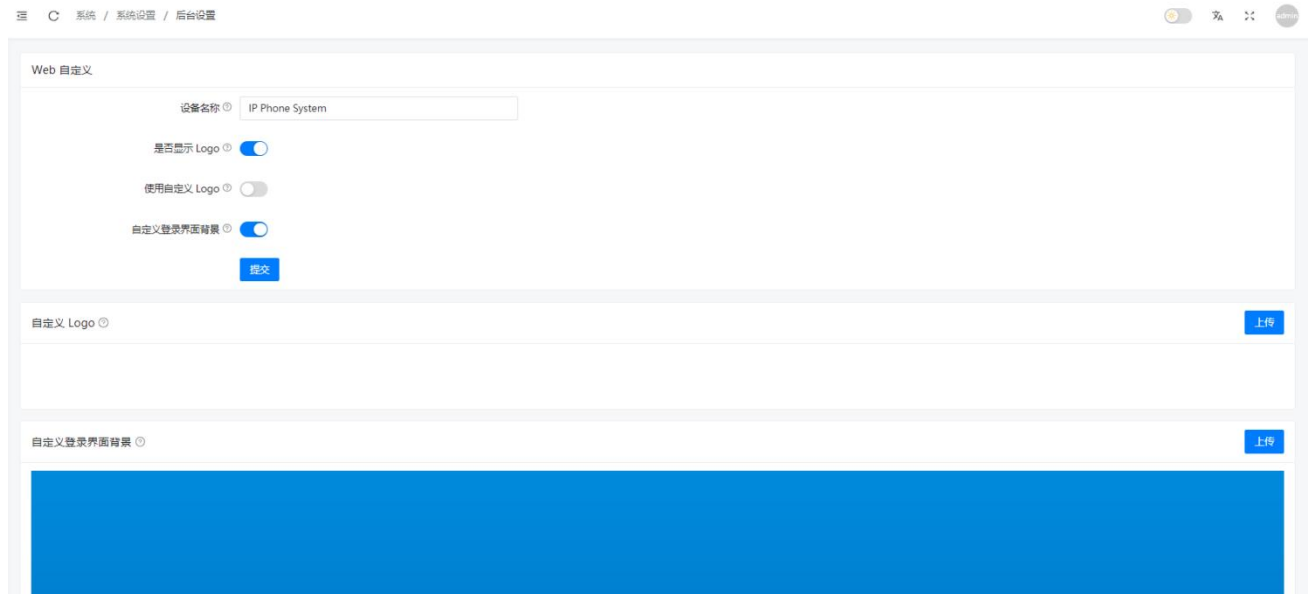 系统 / 系统设置 / 后台设置
admin
Web 自定义
设备名称 IP Phone System
是否显示 Logo
使用自定义 Logo
自定义登录界面背景
提交
自定义 Logo 上传
自定义登录界面背景 上传